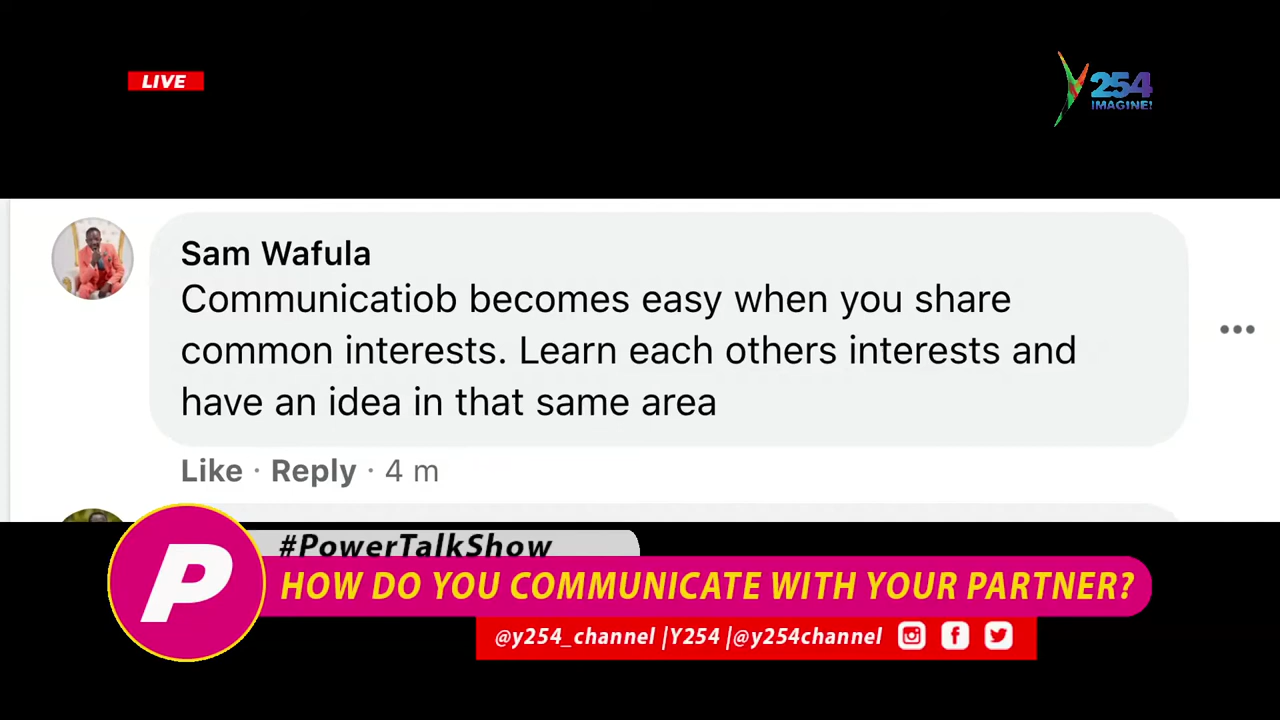 LIVE
254
IMAGINE!
Sam Wafula
Communicatiob becomes easy when you share
common interests. Learn each others interests and
have an idea in that same area
Like · Reply · 4 m
#PowerTalkShow
P
HOW DO YOU COMMUNICATE WITH YOUR PARTNER?
@y254_channel |Y254 |@y254channel